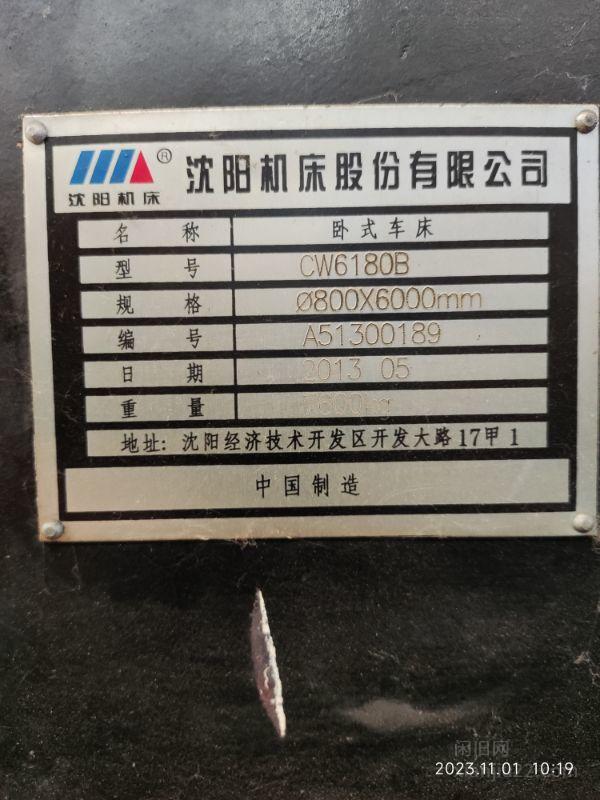 沈阳机床 ® 沈阳机床股份有限公司
名 称 卧式车床
型 号 CW6180B
规 格 Ø800X6000mm
编 号 A51300189
日 期 2013 05
重 量
地址: 沈阳经济技术开发区开发大路17甲1
中国制造
闲旧网
2023.11.01 10:19